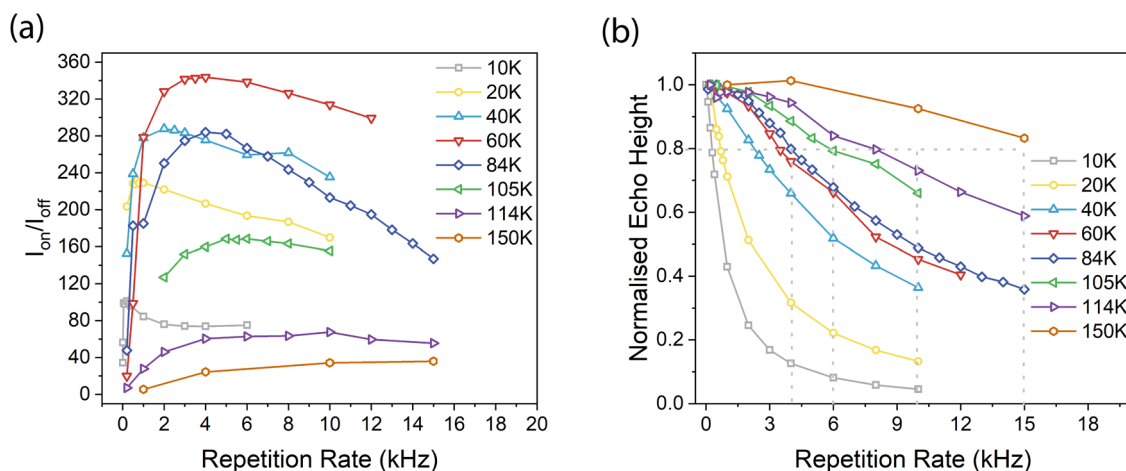 (a)
I_on/I_off
360
320
280
240
200
160
120
80
40
0
0 2 4 6 8 10 12 14 16 18 20
Repetition Rate (kHz)
10K
20K
40K
60K
84K
105K
114K
150K
(b)
Normalised Echo Height
1.0
0.8
0.6
0.4
0.2
0.0
0 3 6 9 12 15 18
Repetition Rate (kHz)
10K
20K
40K
60K
84K
105K
114K
150K